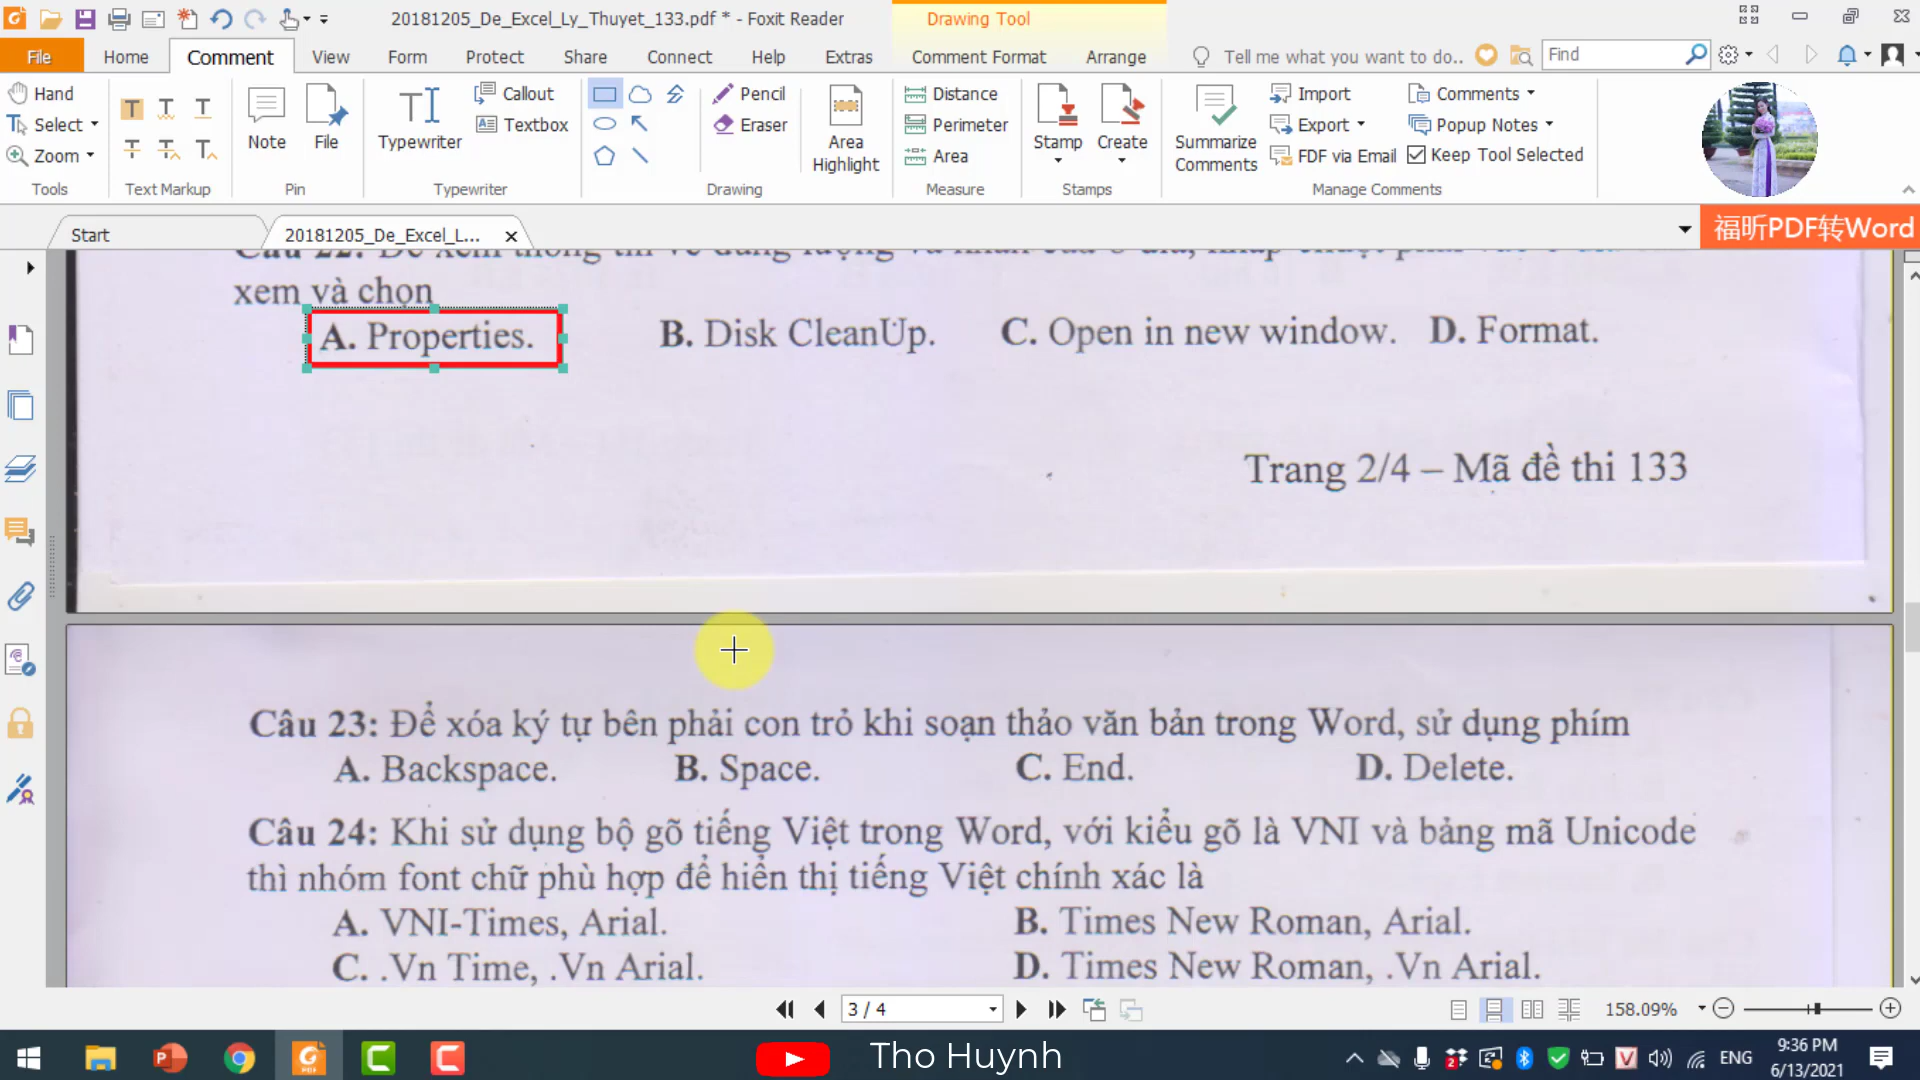 20181205_De_Excel_Ly_Thuyet_133.pdf * - Foxit Reader
Drawing Tool
File Home Comment View Form Protect Share Connect Help Extras Comment Format Arrange Tell me what you want to do.. Find
Hand
Select
Zoom
Tools
Text Markup
Note
File
Pin
Typewriter
Callout
Textbox
Typewriter
Pencil
Eraser
Drawing
Area
Highlight
Distance
Perimeter
Area
Measure
Stamp
Create
Stamps
Summarize
Comments
Import
Export
FDF via Email
Comments
Popup Notes
Keep Tool Selected
Manage Comments
Start
20181205_De_Excel_L...
福昕PDF转Word
xem và chọn
A. Properties. B. Disk CleanUp. C. Open in new window. D. Format.
Trang 2/4 – Mã đề thi 133
Câu 23: Để xóa ký tự bên phải con trỏ khi soạn thảo văn bản trong Word, sử dụng phím
A. Backspace. B. Space. C. End. D. Delete.
Câu 24: Khi sử dụng bộ gõ tiếng Việt trong Word, với kiểu gõ là VNI và bảng mã Unicode
thì nhóm font chữ phù hợp để hiển thị tiếng Việt chính xác là
A. VNI-Times, Arial. B. Times New Roman, Arial.
C. .Vn Time, .Vn Arial. D. Times New Roman, .Vn Arial.
3 / 4
158.09%
Tho Huynh
ENG
9:36 PM
6/13/2021